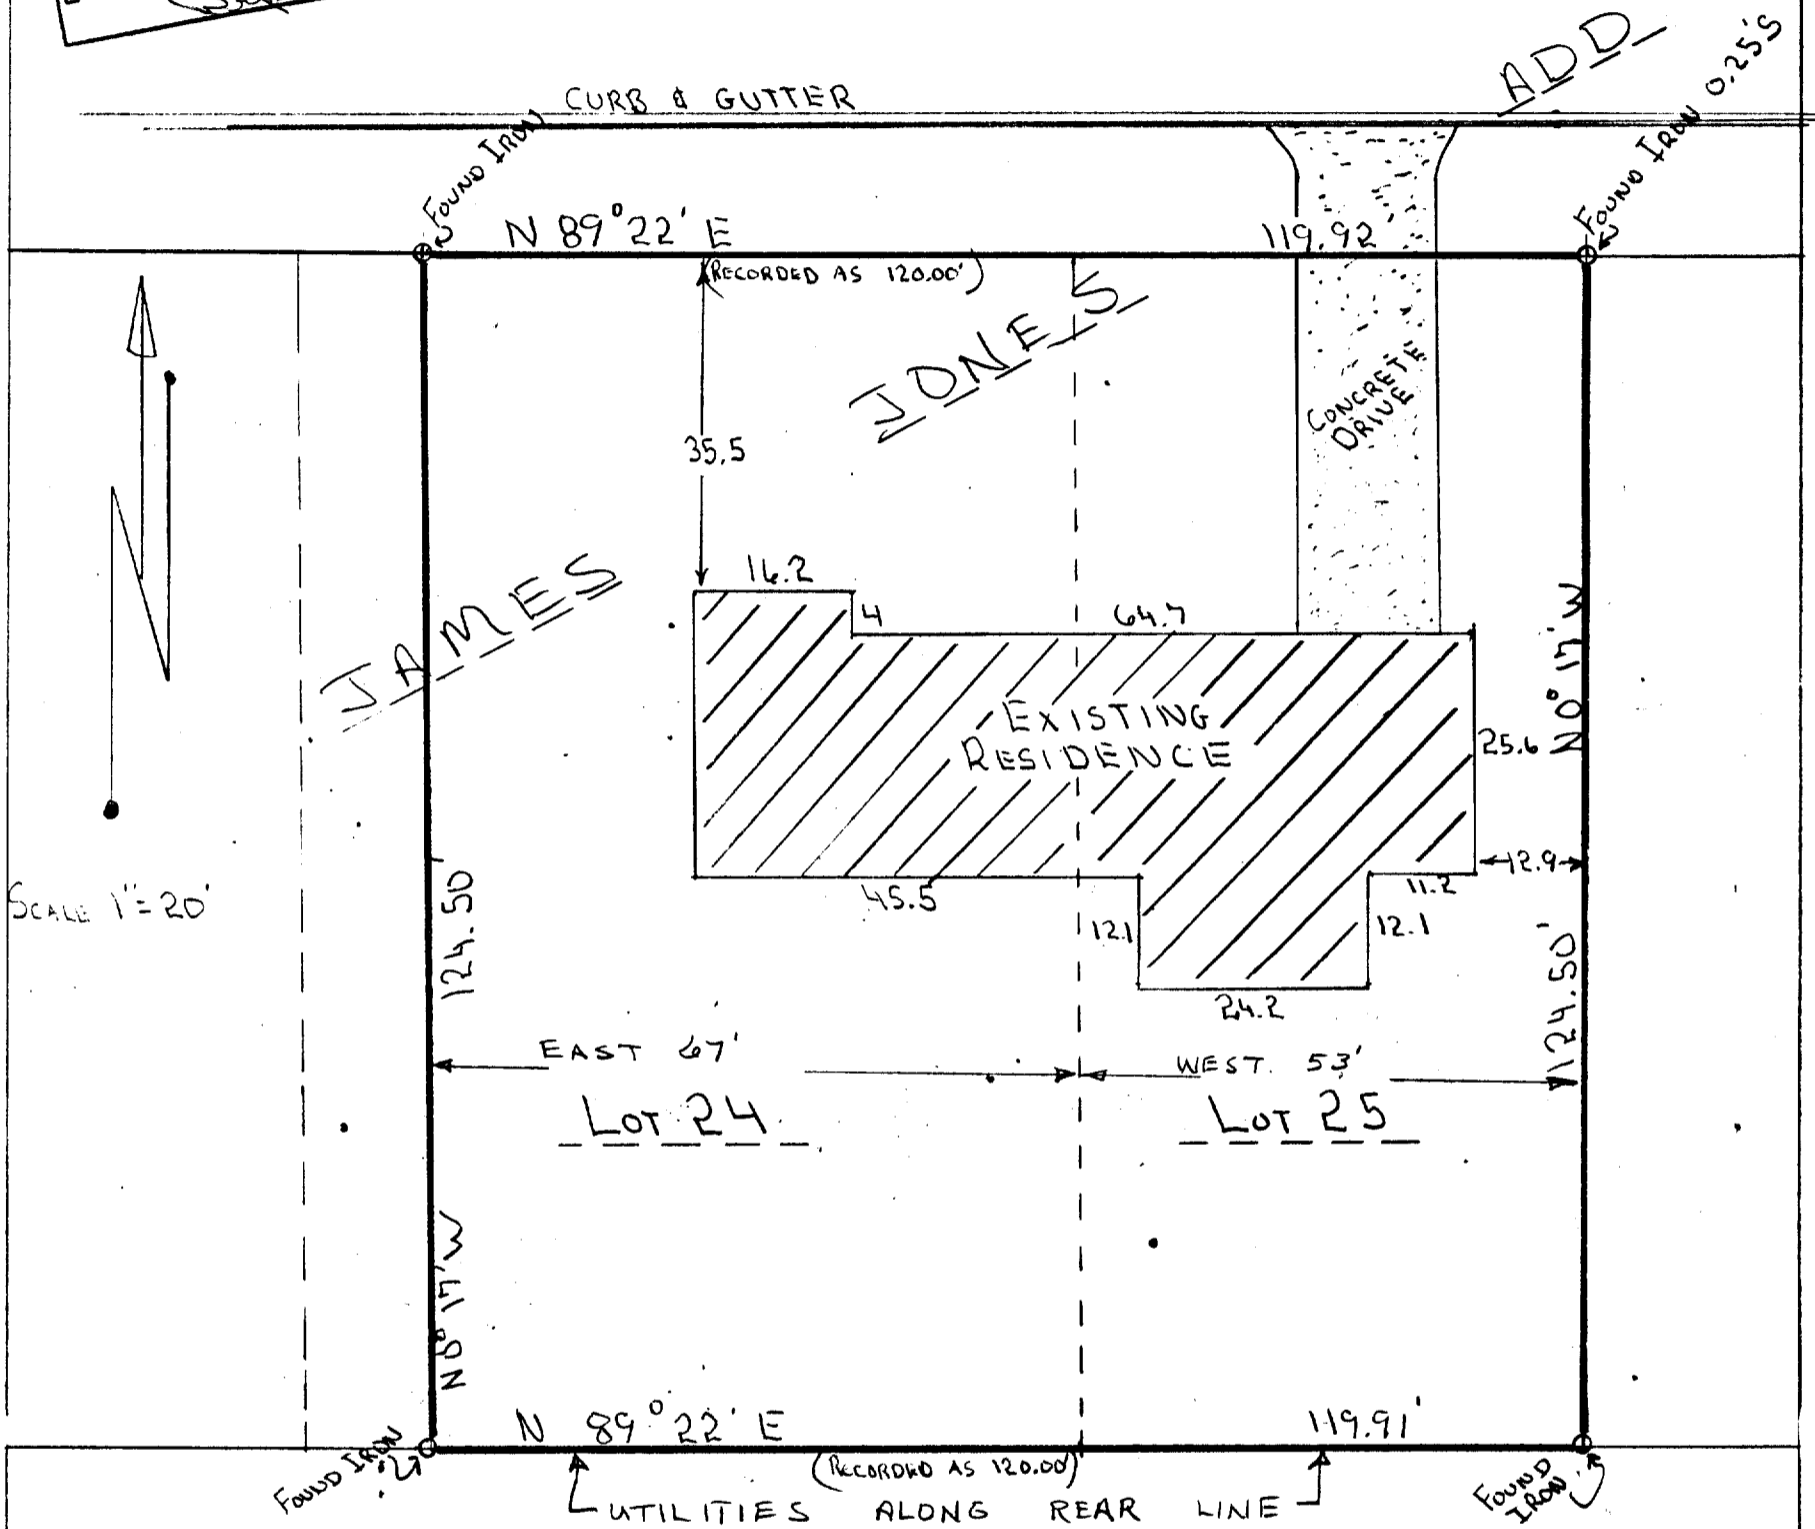 ADD
CURB & GUTTER
FOUND IRON
FOUND IRON 0.25'S
N 89°22' E
119.92'
(RECORDED AS 120.00')
JONES
CONCRETE
DRIVE
35.5
JAMES
16.2
4
64.7
N0°17'W
EXISTING
RESIDENCE
25.6
12.9
SCALE 1"=20'
124.50'
45.5
11.2
12.1
12.1
24.2
124.50'
EAST 67'
WEST. 53'
LOT 24
LOT 25
N0°17'W
N 89°22' E
119.91'
(RECORDED AS 120.00')
FOUND IRON
FOUND
IRON
UTILITIES ALONG REAR LINE